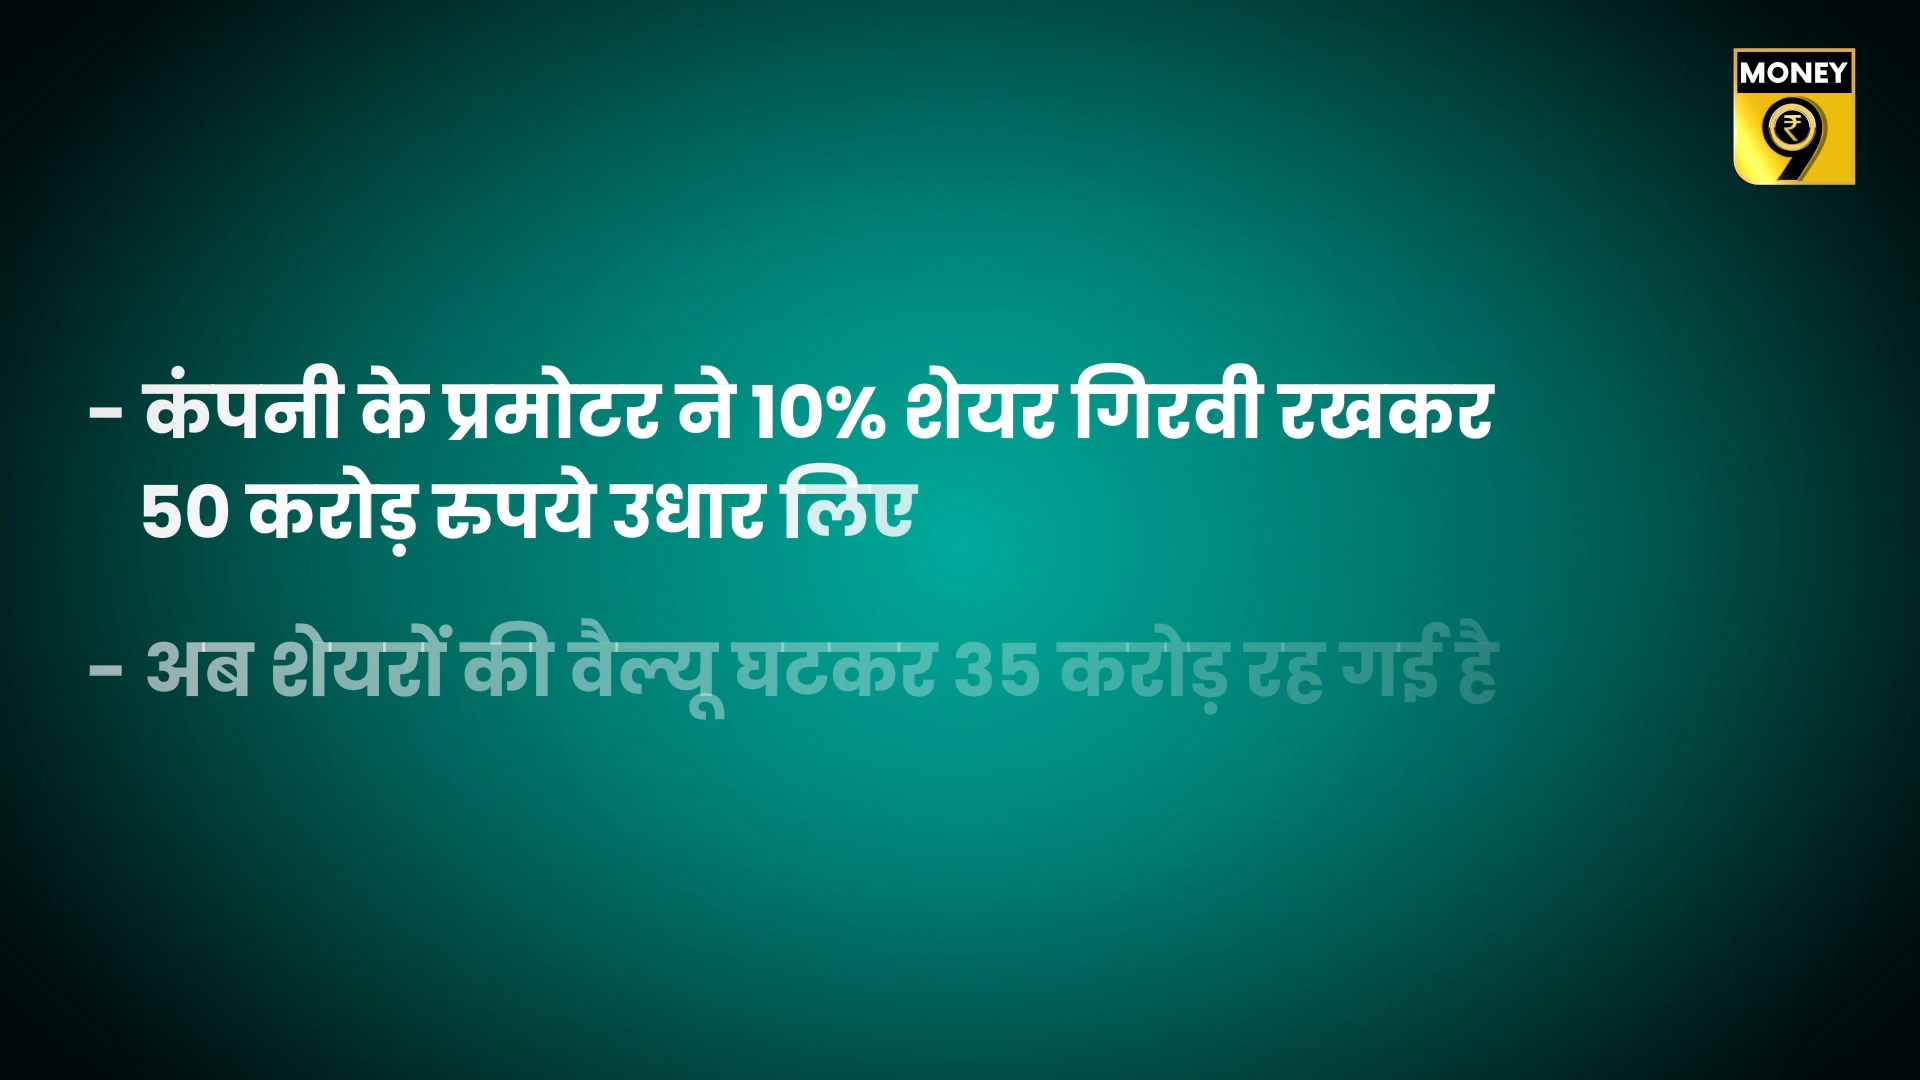 MONEY
9
- कंपनी के प्रमोटर ने 10% शेयर गिरवी रखकर
50 करोड़ रुपये उधार लिए
- अब शेयरों की वैल्यू घटकर 35 करोड़ रह गई है